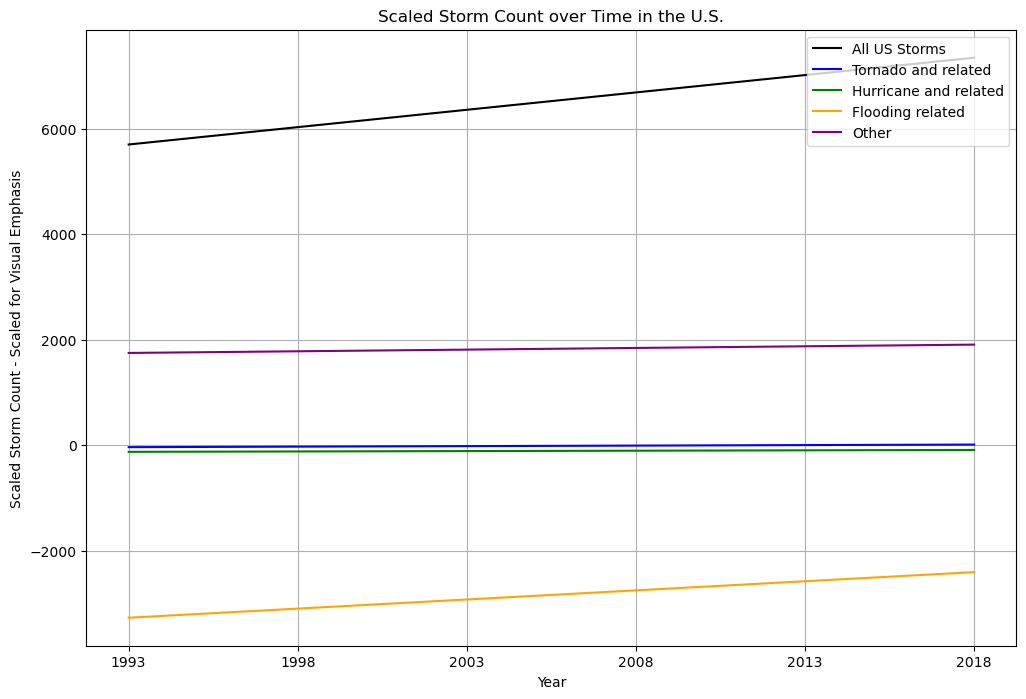 Scaled Storm Count over Time in the U.S.
All US Storms
Tornado and related
Hurricane and related
Flooding related
Other
Scaled Storm Count - Scaled for Visual Emphasis
6000
4000
2000
0
−2000
1993
1998
2003
2008
2013
2018
Year